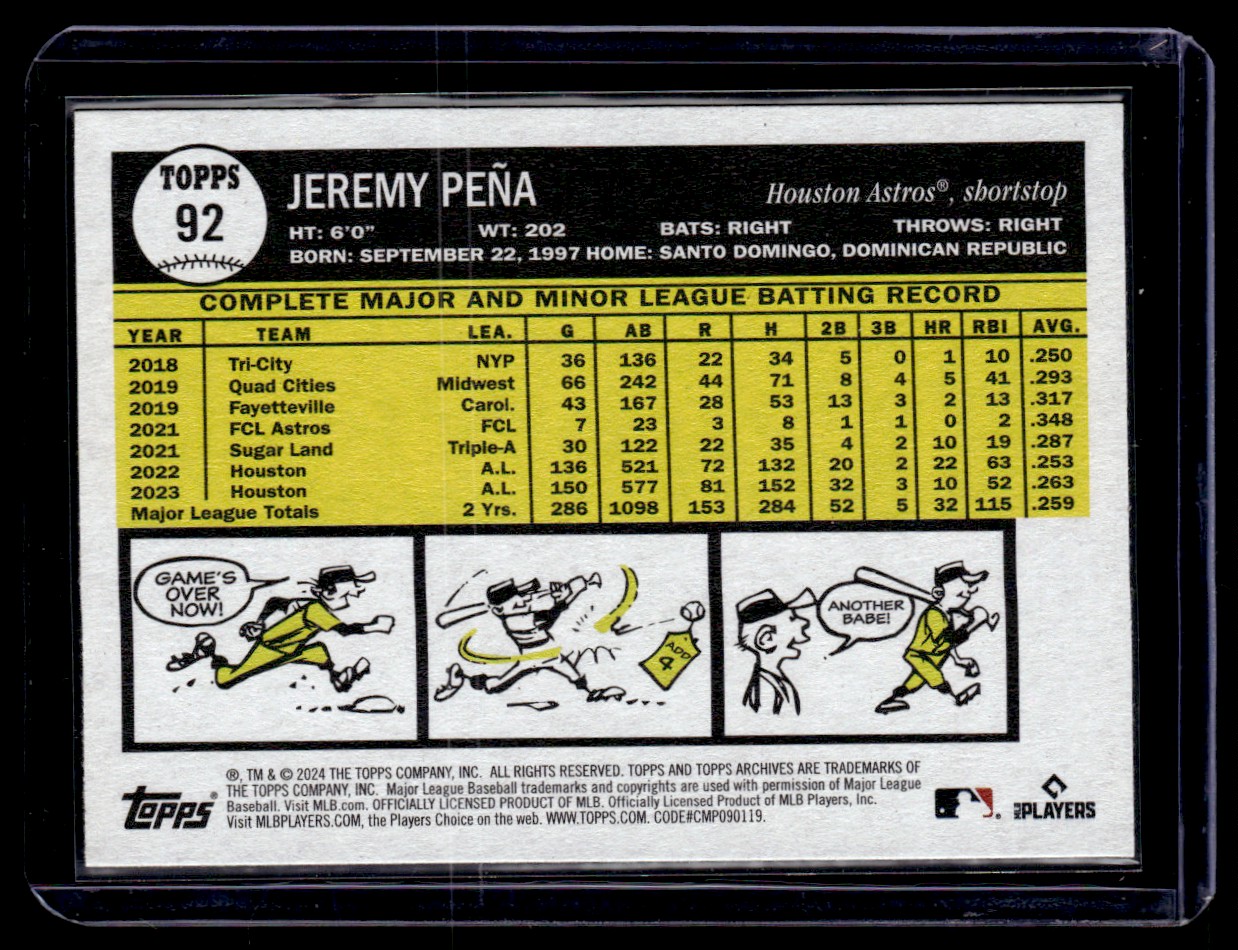 TOPPS
92
JEREMY PEÑA
Houston Astros®, shortstop
HT: 6'0" WT: 202 BATS: RIGHT THROWS: RIGHT
BORN: SEPTEMBER 22, 1997 HOME: SANTO DOMINGO, DOMINICAN REPUBLIC
COMPLETE MAJOR AND MINOR LEAGUE BATTING RECORD
YEAR TEAM LEA. G AB R H 2B 3B HR RBI AVG.
2018 Tri-City NYP 36 136 22 34 5 0 1 10 .250
2019 Quad Cities Midwest 66 242 44 71 8 4 5 41 .293
2019 Fayetteville Carol. 43 167 28 53 13 3 2 13 .317
2021 FCL Astros FCL 7 23 3 8 1 1 0 2 .348
2021 Sugar Land Triple-A 30 122 22 35 4 2 10 19 .287
2022 Houston A.L. 136 521 72 132 20 2 22 63 .253
2023 Houston A.L. 150 577 81 152 32 3 10 52 .263
Major League Totals 2 Yrs. 286 1098 153 284 52 5 32 115 .259
GAME'S
OVER
NOW!
ADD
4
ANOTHER
BABE!
®, TM & © 2024 THE TOPPS COMPANY, INC. ALL RIGHTS RESERVED. TOPPS AND TOPPS ARCHIVES ARE TRADEMARKS OF
THE TOPPS COMPANY, INC. Major League Baseball trademarks and copyrights are used with permission of Major League
Baseball. Visit MLB.com. OFFICIALLY LICENSED PRODUCT OF MLB. Officially Licensed Product of MLB Players, Inc.
Visit MLBPLAYERS.COM, the Players Choice on the web. WWW.TOPPS.COM. CODE#CMP090119.
Topps®
MLB PLAYERS